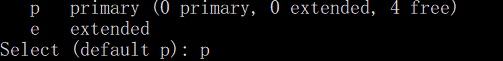 p   primary (0 primary, 0 extended, 4 free)
e   extended
Select (default p): p